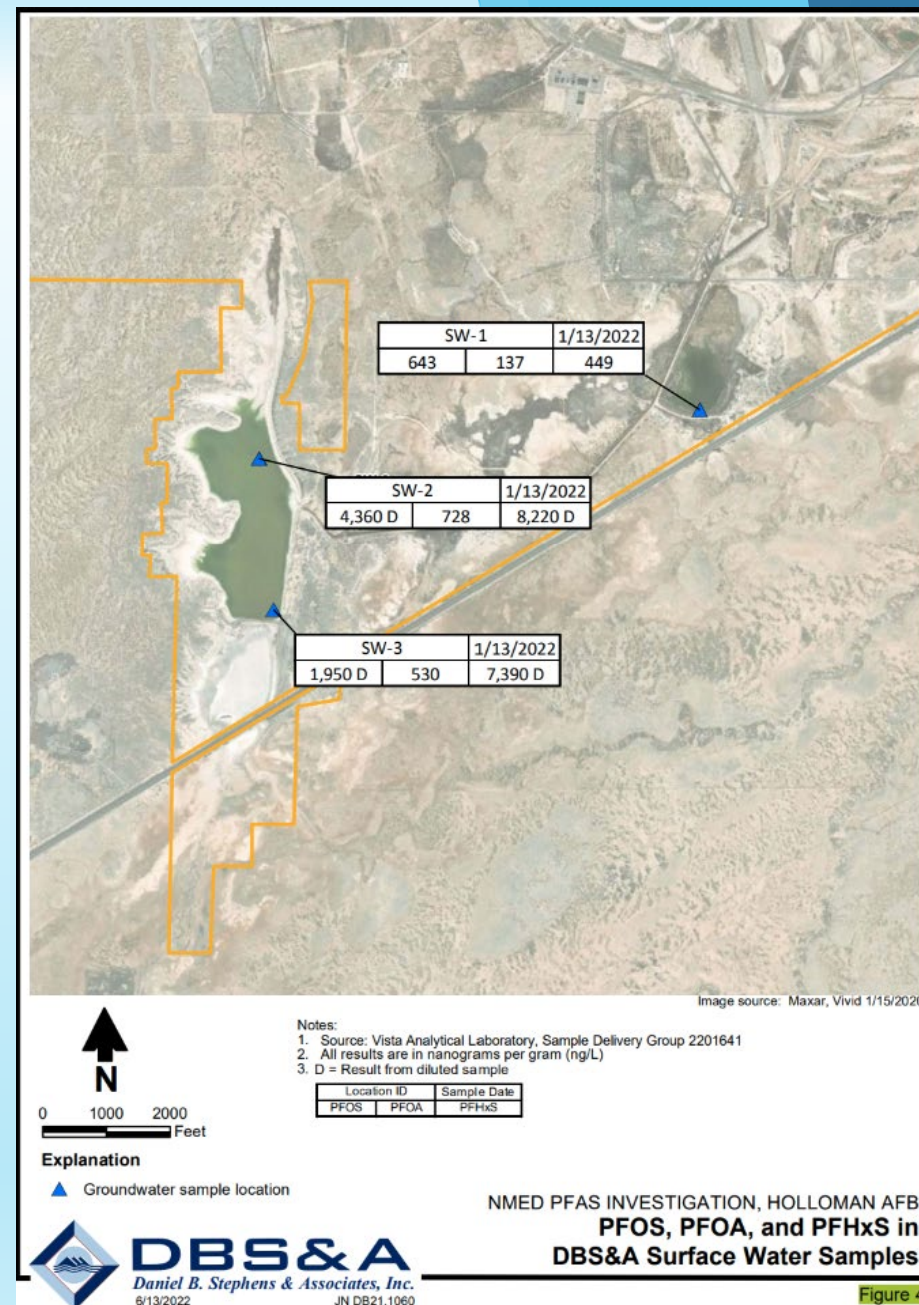 SW-1 1/13/2022
643 137 449
SW-2 1/13/2022
4,360 D 728 8,220 D
SW-3 1/13/2022
1,950 D 530 7,390 D
Image source: Maxar, Vivid 1/15/2020
N
0 1000 2000
Feet
Explanation
Groundwater sample location
Notes:
1. Source: Vista Analytical Laboratory, Sample Delivery Group 2201641
2. All results are in nanograms per gram (ng/L)
3. D = Result from diluted sample
Location ID Sample Date
PFOS PFOA PFHxS
NMED PFAS INVESTIGATION, HOLLOMAN AFB
PFOS, PFOA, and PFHxS in
DBS&A Surface Water Samples
DBS&A
Daniel B. Stephens & Associates, Inc.
6/13/2022 JN DB21.1060
Figure 4